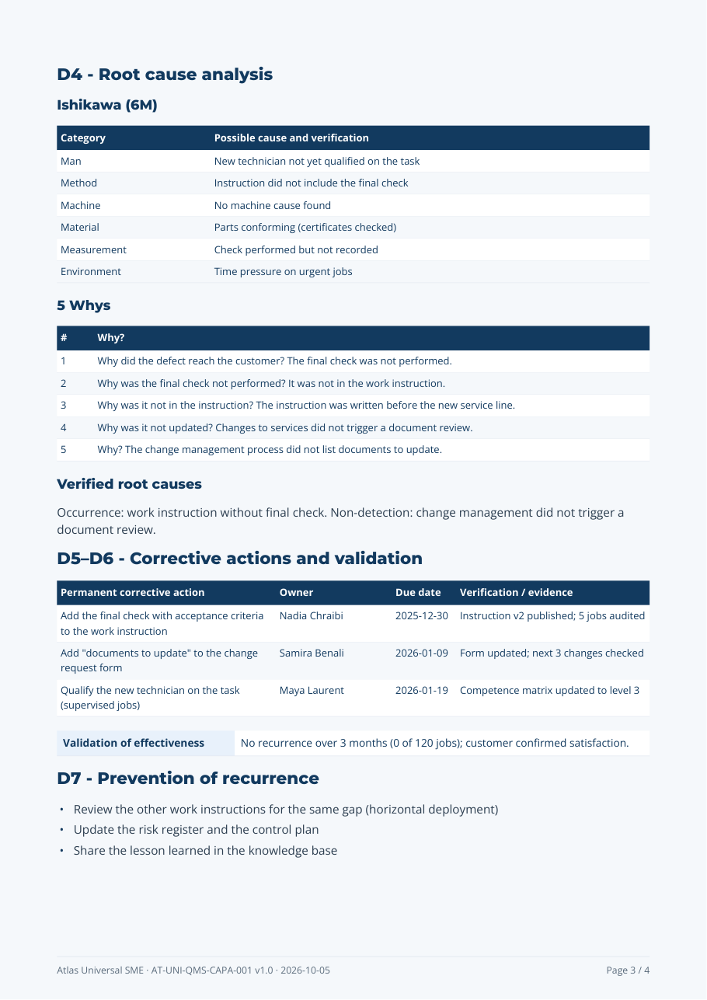 D4 - Root cause analysis
Ishikawa (6M)
Category Possible cause and verification
Man New technician not yet qualified on the task
Method Instruction did not include the final check
Machine No machine cause found
Material Parts conforming (certificates checked)
Measurement Check performed but not recorded
Environment Time pressure on urgent jobs
5 Whys
# Why?
1 Why did the defect reach the customer? The final check was not performed.
2 Why was the final check not performed? It was not in the work instruction.
3 Why was it not in the instruction? The instruction was written before the new service line.
4 Why was it not updated? Changes to services did not trigger a document review.
5 Why? The change management process did not list documents to update.
Verified root causes
Occurrence: work instruction without final check. Non-detection: change management did not trigger a
document review.
D5–D6 - Corrective actions and validation
Permanent corrective action Owner Due date Verification / evidence
Add the final check with acceptance criteria Nadia Chraibi 2025-12-30 Instruction v2 published; 5 jobs audited
to the work instruction
Add "documents to update" to the change Samira Benali 2026-01-09 Form updated; next 3 changes checked
request form
Qualify the new technician on the task Maya Laurent 2026-01-19 Competence matrix updated to level 3
(supervised jobs)
Validation of effectiveness No recurrence over 3 months (0 of 120 jobs); customer confirmed satisfaction.
D7 - Prevention of recurrence
• Review the other work instructions for the same gap (horizontal deployment)
• Update the risk register and the control plan
• Share the lesson learned in the knowledge base
Atlas Universal SME · AT-UNI-QMS-CAPA-001 v1.0 · 2026-10-05 Page 3 / 4